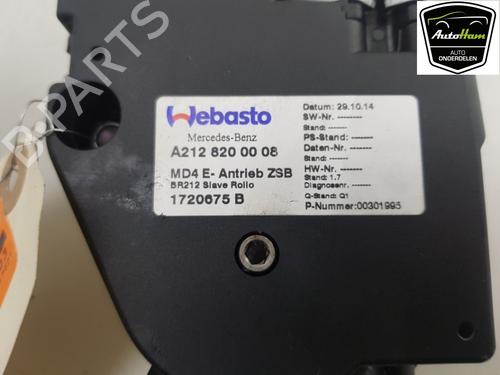 AutoHam
AUTO
ONDERDELEN
B-PARTS
Webasto
Mercedes-Benz
A212 820 00 08
MD4 E- Antrieb ZSB
BR212 Slave Rollo
1720675 B
Datum: 29.10.14
SW-Nr. -------
Stand: -----
PS-Stand: -------
Daten-Nr. -------
Stand: -----
HW-Nr. -------
Stand: 1.7
Diagnosenr. ------
Q-Stand: Q1
P-Nummer:00301995